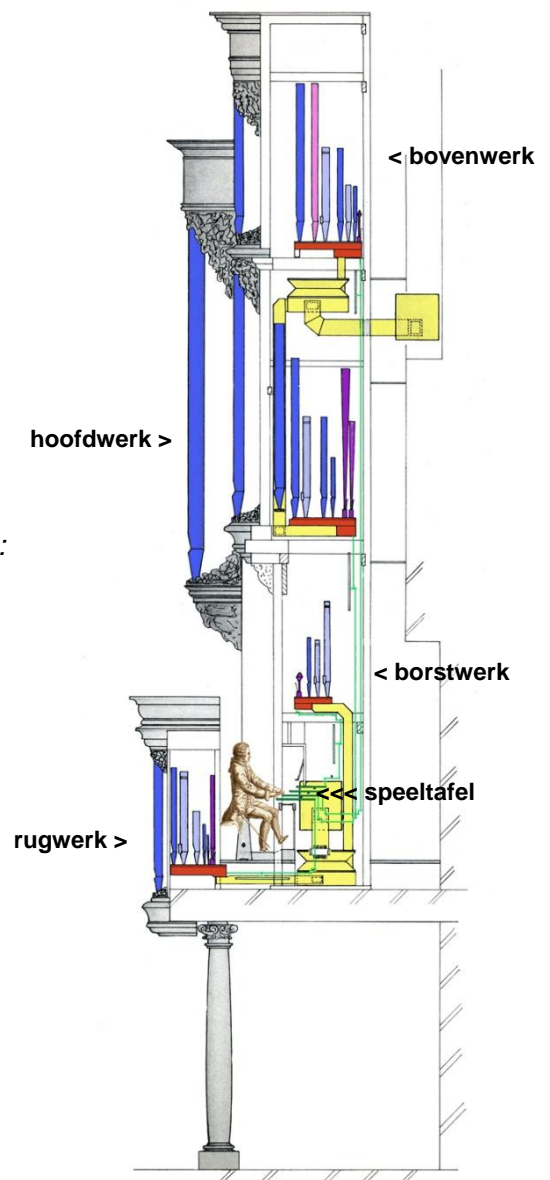 < bovenwerk
hoofdwerk >
:
< borstwerk
<<< speeltafel
rugwerk >